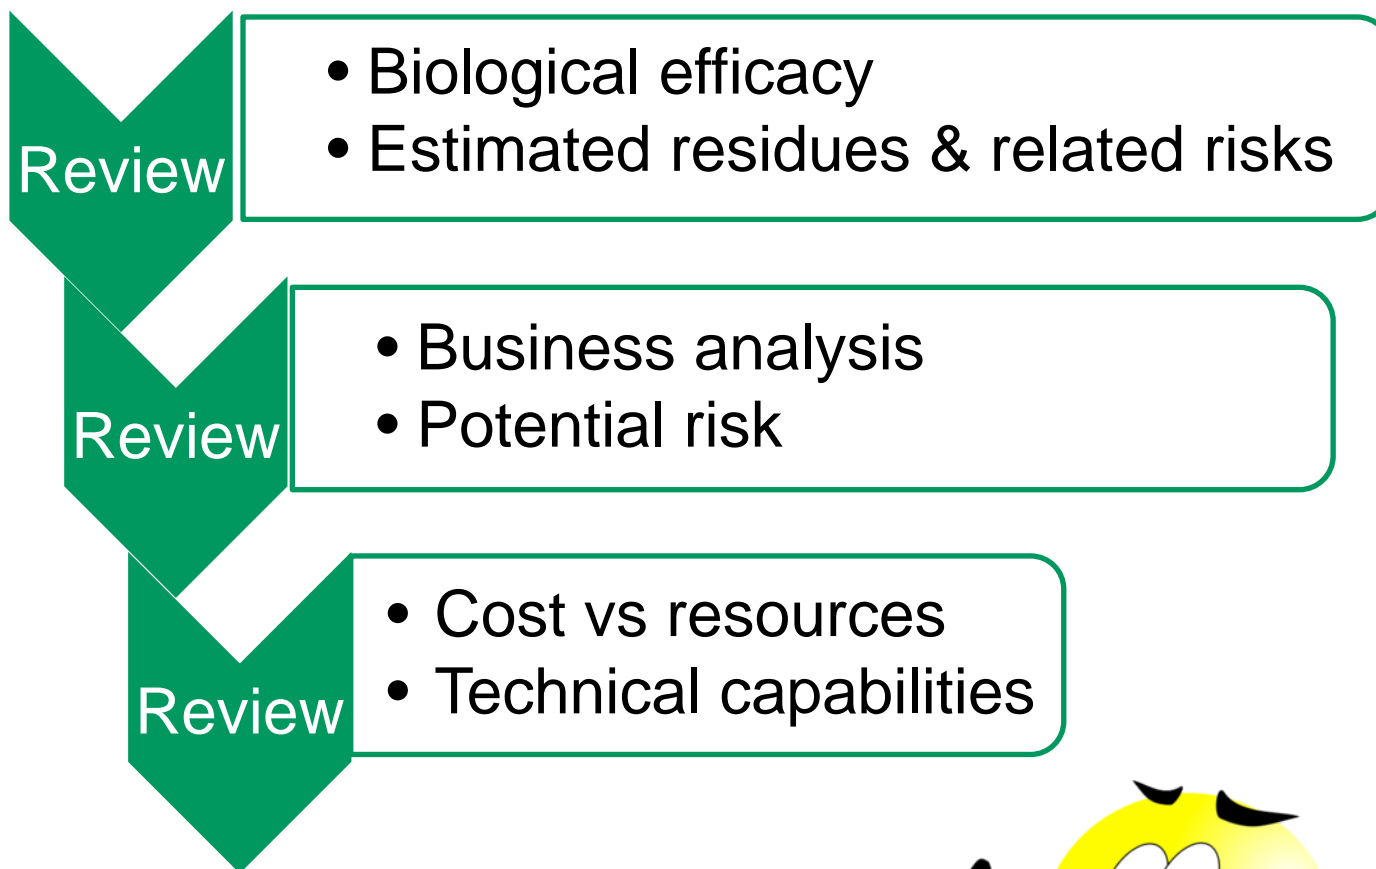 Review
• Biological efficacy
• Estimated residues & related risks
Review
• Business analysis
• Potential risk
Review
• Cost vs resources
• Technical capabilities